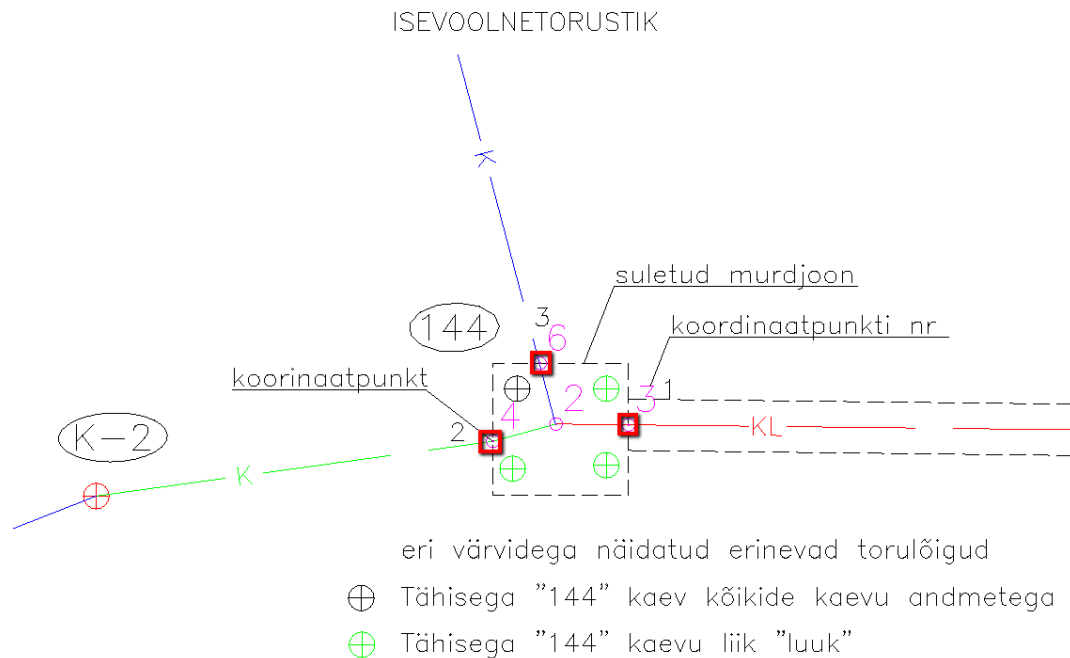 ISEVOOLNETORUSTIK
K
suletud murdjoon
144
3
6
koordinaatpunkti nr
koorinaatpunkt
1
4
2
3
K-2
2
KL
K
eri värvidega näidatud erinevad torulõigud
Tähisega "144" kaev kõikide kaevu andmetega
Tähisega "144" kaevu liik "luuk"